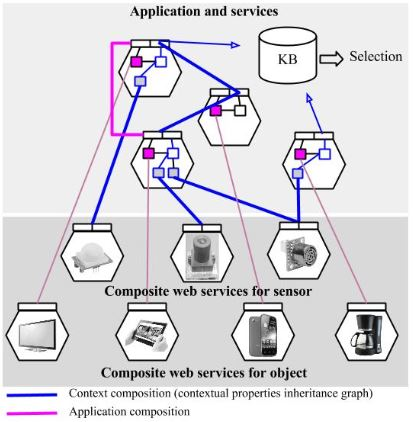 Application and services
KB
Selection
Composite web services for sensor
Composite web services for object
Context composition (contextual properties inheritance graph)
Application composition